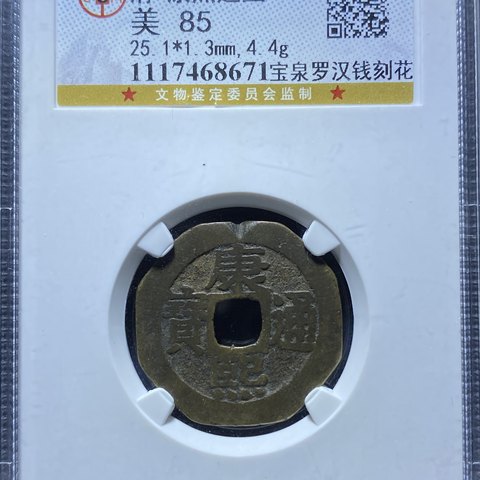 美 85
25.1*1.3mm,4.4g
1117468671宝泉罗汉钱刻花
★ 文物鉴定委员会监制 ★
康熙通寶